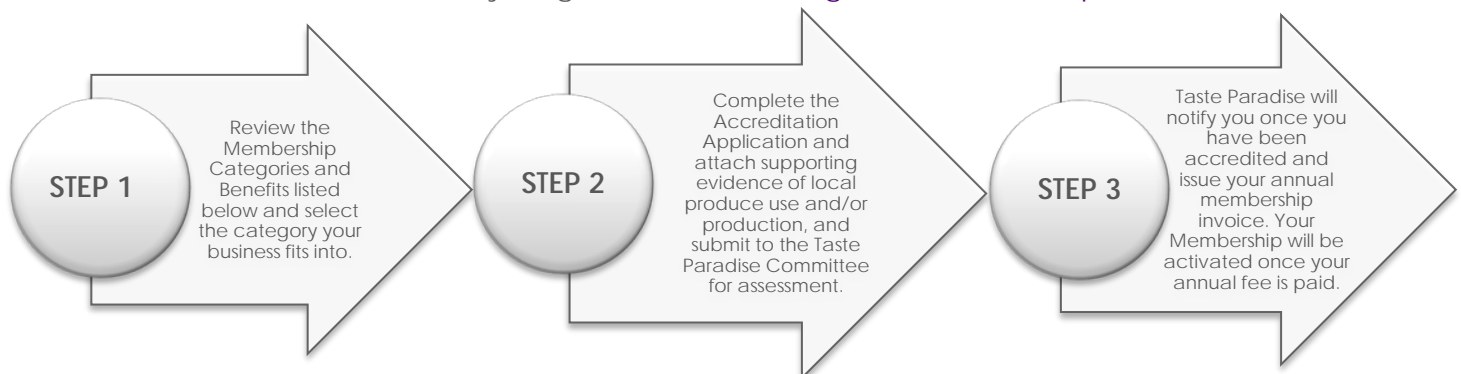 STEP 1
Review the
Membership
Categories and
Benefits listed
below and select
the category your
business fits into.
STEP 2
Complete the
Accreditation
Application and
attach supporting
evidence of local
produce use and/or
production, and
submit to the Taste
Paradise Committee
for assessment.
STEP 3
Taste Paradise will
notify you once you
have been
accredited and
issue your annual
membership
invoice. Your
Membership will be
activated once your
annual fee is paid.